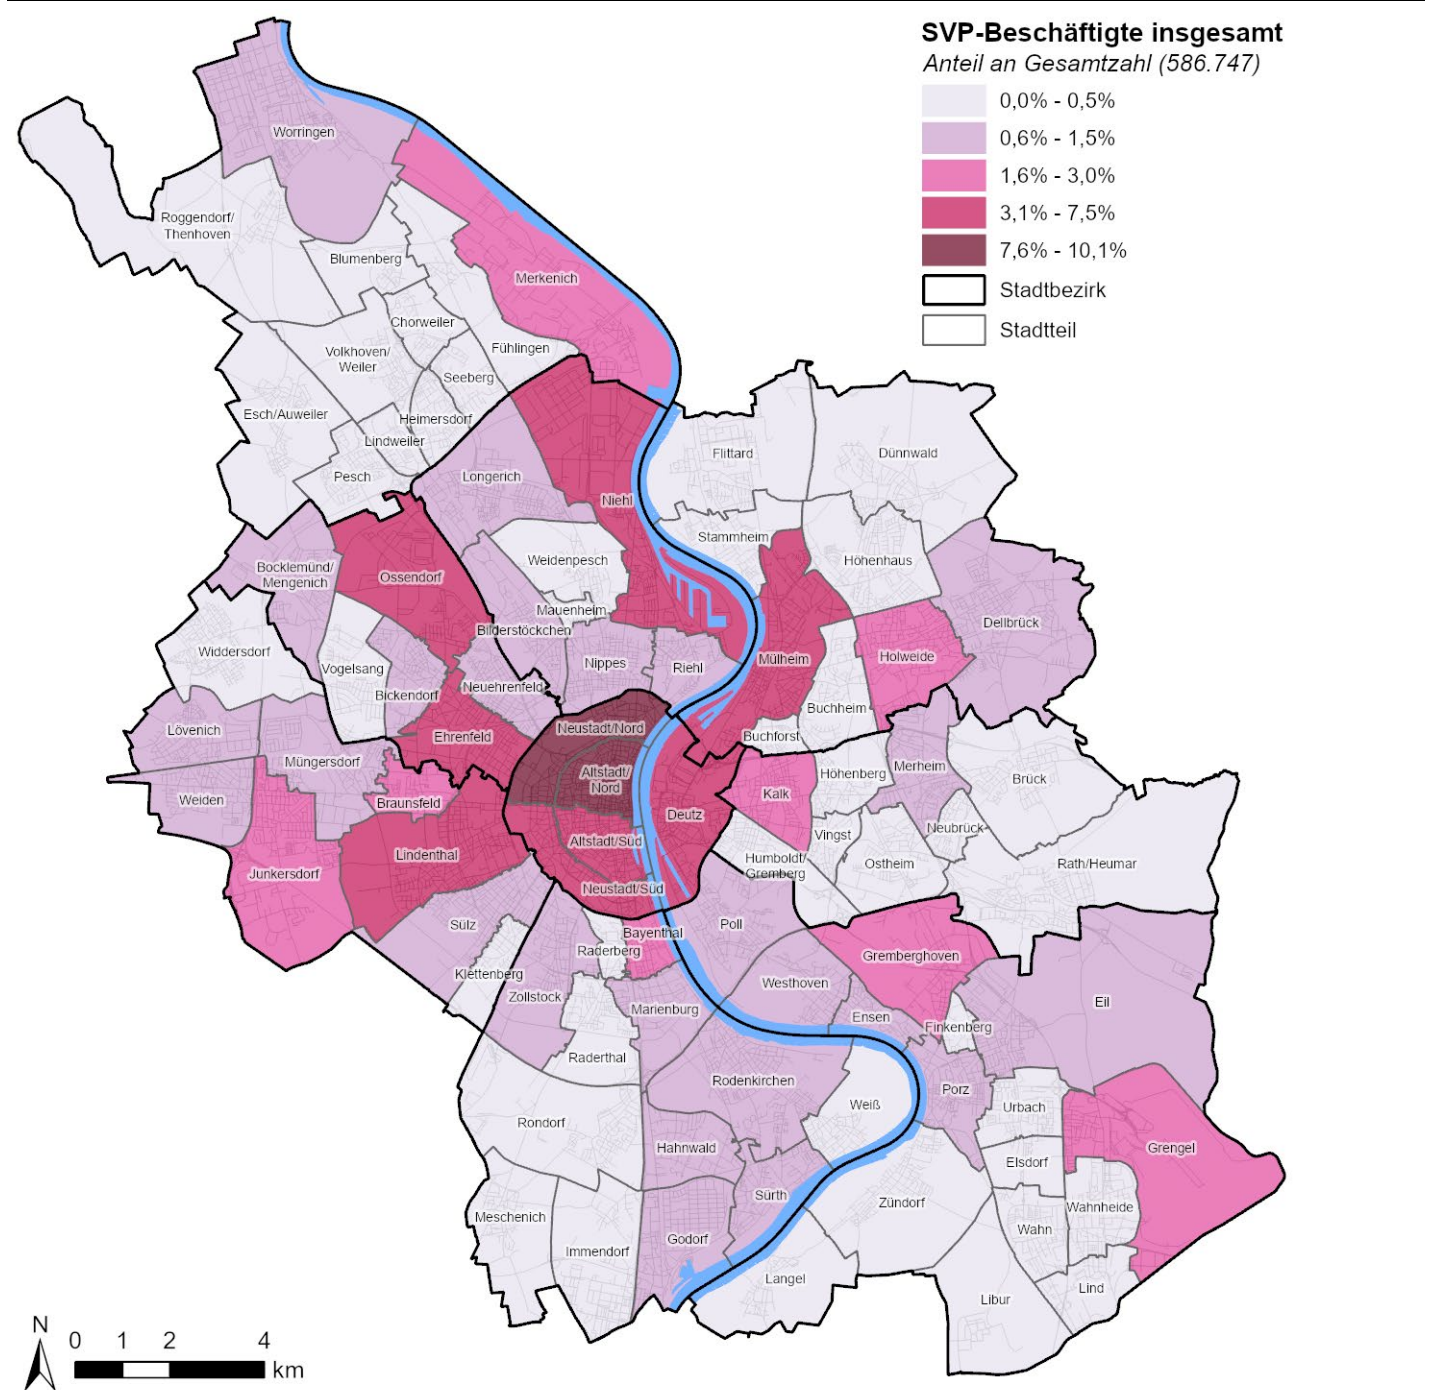 SVP-Beschäftigte insgesamt
Anteil an Gesamtzahl (586.747)
0,0% - 0,5%
0,6% - 1,5%
1,6% - 3,0%
3,1% - 7,5%
7,6% - 10,1%
Stadtbezirk
Stadtteil
Worringen
Roggendorf/
Thenhoven
Blumenberg
Merkenich
Chorweiler
Fühlingen
Volkhoven/
Weiler
Seeberg
Esch/Auweiler
Heimersdorf
Lindweiler
Pesch
Longerich
Niehl
Flittard
Dünnwald
Stammheim
Höhenhaus
Weidenpesch
Bocklemünd/
Mengenich
Ossendorf
Mauenheim
Bilderstöckchen
Dellbrück
Widdersdorf
Vogelsang
Nippes
Riehl
Mülheim
Holweide
Bickendorf
Neuehrenfeld
Buchheim
Lövenich
Ehrenfeld
Neustadt/Nord
Buchforst
Müngersdorf
Altstadt/
Nord
Höhenberg
Merheim
Brück
Weiden
Braunsfeld
Kalk
Deutz
Neubrück
Vingst
Altstadt/Süd
Lindenthal
Humboldt/
Gremberg
Ostheim
Rath/Heumar
Junkersdorf
Neustadt/Süd
Sülz
Poll
Bayenthal
Raderberg
Gremberghoven
Klettenberg
Zollstock
Westhoven
Marienburg
Eil
Ensen
Finkenberg
Raderthal
Rodenkirchen
Porz
Weiß
Urbach
Rondorf
Hahnwald
Grengel
Elsdorf
Sürth
Zündorf
Wahnheide
Meschenich
Wahn
Godorf
Immendorf
Langel
Lind
Libur
N
0 1 2 4
km